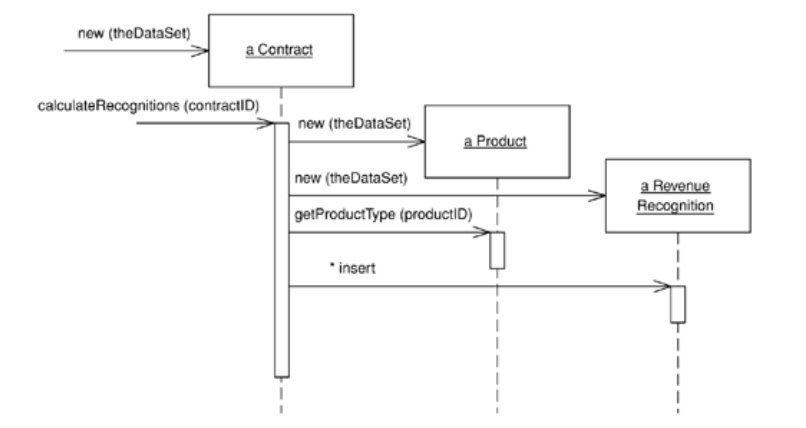 new (theDataSet)
a Contract
calculateRecognitions (contractID)
new (theDataSet)
a Product
new (theDataSet)
a Revenue
Recognition
getProductType (productID)
* insert